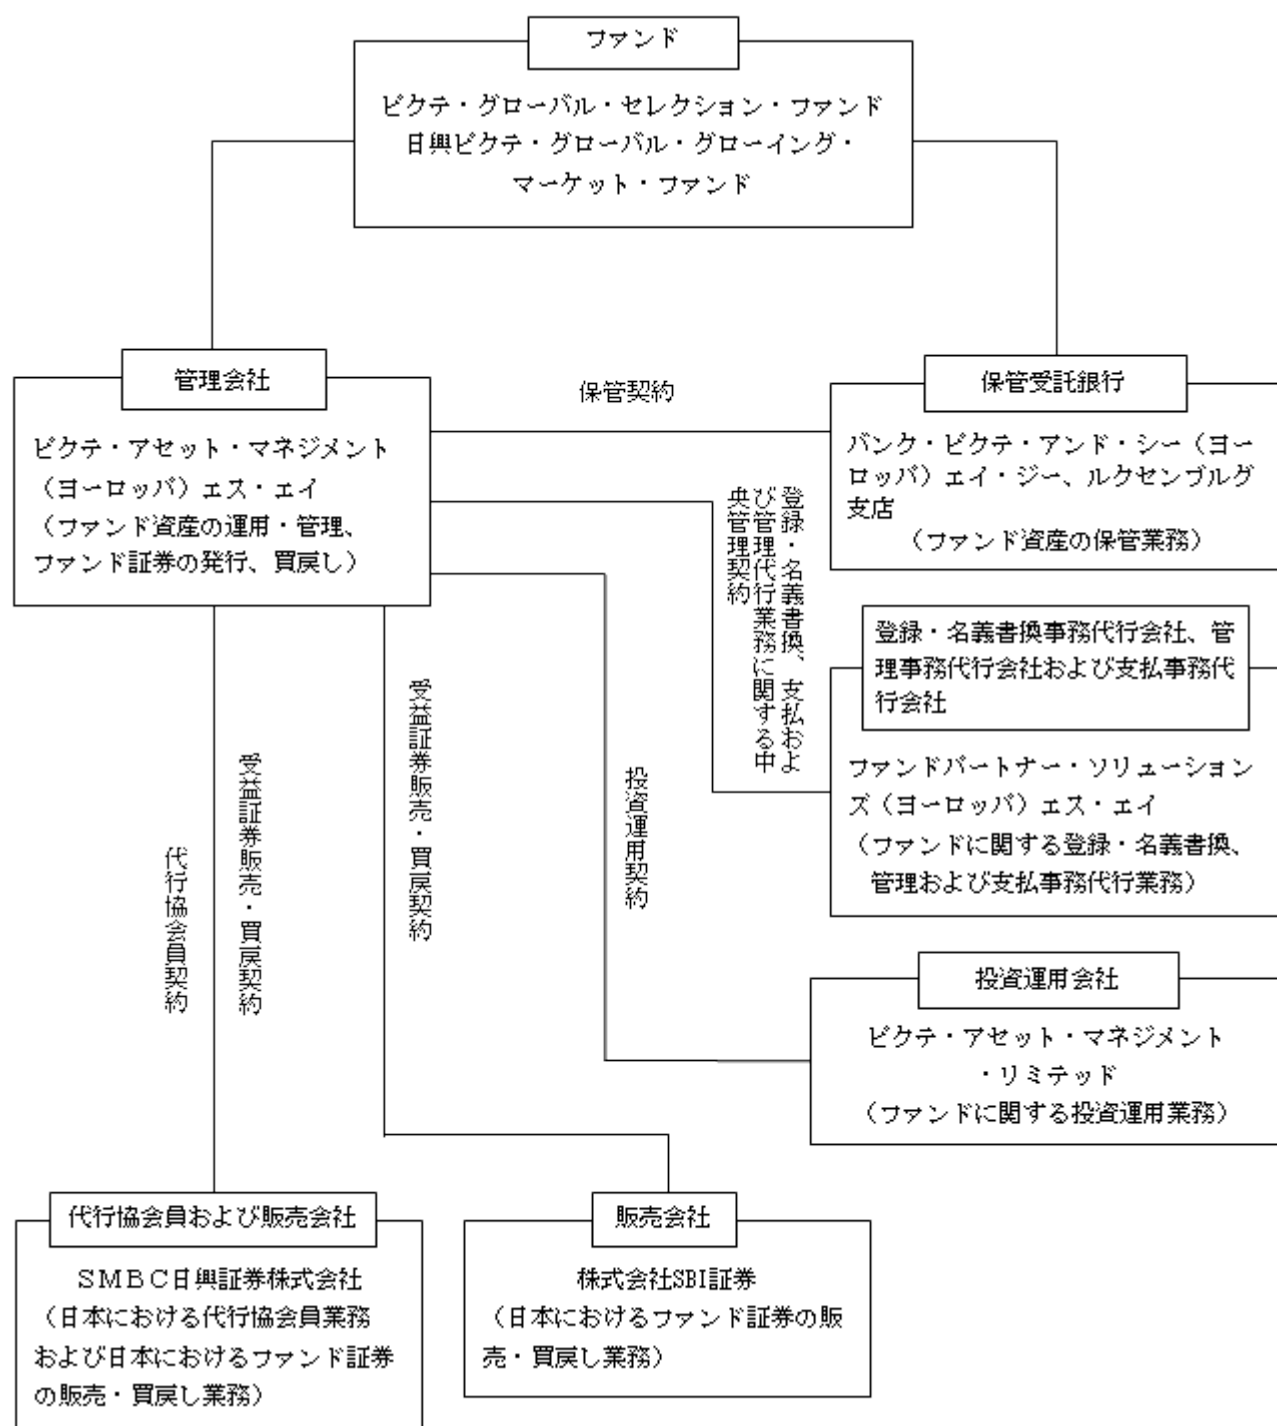 ファンド
ピクテ・グローバル・セレクション・ファンド
日興ピクテ・グローバル・グローイング・
マーケット・ファンド
管理会社
ピクテ・アセット・マネジメント
（ヨーロッパ）エス・エイ
（ファンド資産の運用・管理、
ファンド証券の発行、買戻し）
保管契約
保管受託銀行
バンク・ピクテ・アンド・シー（ヨー
ロッパ）エイ・ジー、ルクセンブルグ
支店
（ファンド資産の保管業務）
登録・名義書換、支払およ
び管理代行業務に関する中
央管理契約
登録・名義書換事務代行会社、管
理事務代行会社および支払事務代
行会社
ファンドパートナー・ソリューション
ズ（ヨーロッパ）エス・エイ
（ファンドに関する登録・名義書換、
管理および支払事務代行業務）
代行協会員契約
受益証券販売・買戻契約
受益証券販売・買戻契約
投資運用契約
投資運用会社
ピクテ・アセット・マネジメント
・リミテッド
（ファンドに関する投資運用業務）
代行協会員および販売会社
ＳＭＢＣ日興証券株式会社
（日本における代行協会員業務
および日本におけるファンド証券
の販売・買戻し業務）
販売会社
株式会社SBI証券
（日本におけるファンド証券の販
売・買戻し業務）